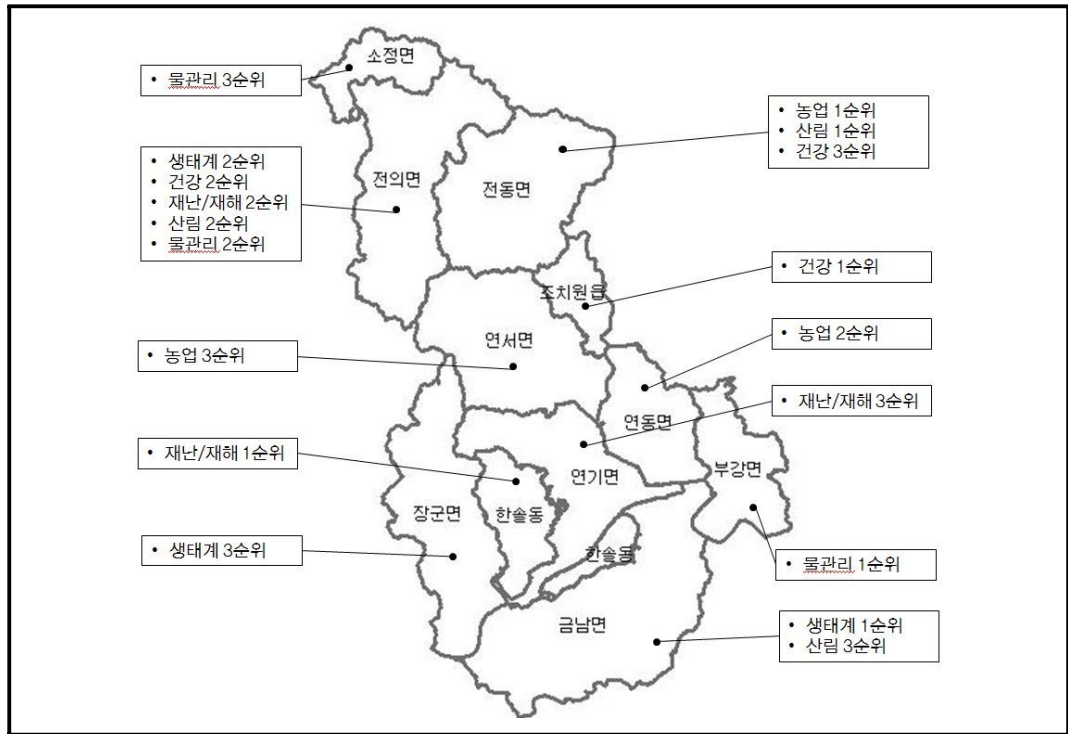 소정면
• 물관리 3순위
• 농업 1순위
• 산림 1순위
• 건강 3순위
• 생태계 2순위
• 건강 2순위
• 재난/재해 2순위
• 산림 2순위
• 물관리 2순위
전의면
전동면
• 건강 1순위
조치원읍
• 농업 2순위
연서면
• 농업 3순위
• 재난/재해 3순위
연동면
• 재난/재해 1순위
연기면
부강면
장군면
한솔동
• 생태계 3순위
한솔동
• 물관리 1순위
금남면
• 생태계 1순위
• 산림 3순위